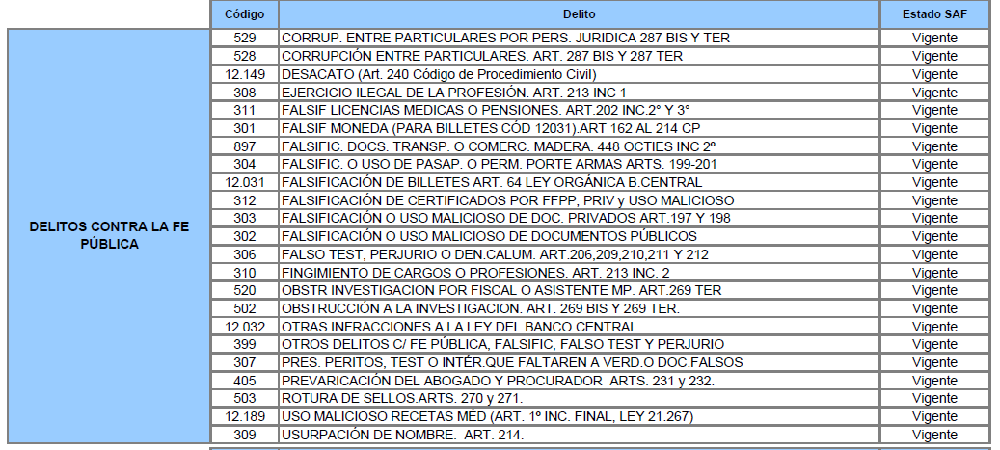 Código Delito Estado SAF
DELITOS CONTRA LA FE
PÚBLICA
529 CORRUP. ENTRE PARTICULARES POR PERS. JURIDICA 287 BIS Y TER Vigente
528 CORRUPCIÓN ENTRE PARTICULARES. ART. 287 BIS Y 287 TER Vigente
12.149 DESACATO (Art. 240 Código de Procedimiento Civil) Vigente
308 EJERCICIO ILEGAL DE LA PROFESIÓN. ART. 213 INC 1 Vigente
311 FALSIF LICENCIAS MEDICAS O PENSIONES. ART.202 INC.2° Y 3° Vigente
301 FALSIF MONEDA (PARA BILLETES CÓD 12031).ART 162 AL 214 CP Vigente
897 FALSIFIC. DOCS. TRANSP. O COMERC. MADERA. 448 OCTIES INC 2º Vigente
304 FALSIFIC. O USO DE PASAP. O PERM. PORTE ARMAS ARTS. 199-201 Vigente
12.031 FALSIFICACIÓN DE BILLETES ART. 64 LEY ORGÁNICA B.CENTRAL Vigente
312 FALSIFICACIÓN DE CERTIFICADOS POR FFPP, PRIV y USO MALICIOSO Vigente
303 FALSIFICACIÓN O USO MALICIOSO DE DOC. PRIVADOS ART.197 Y 198 Vigente
302 FALSIFICACIÓN O USO MALICIOSO DE DOCUMENTOS PÚBLICOS Vigente
306 FALSO TEST, PERJURIO O DEN.CALUM. ART.206,209,210,211 Y 212 Vigente
310 FINGIMIENTO DE CARGOS O PROFESIONES. ART. 213 INC. 2 Vigente
520 OBSTR INVESTIGACION POR FISCAL O ASISTENTE MP. ART.269 TER Vigente
502 OBSTRUCCIÓN A LA INVESTIGACION. ART. 269 BIS Y 269 TER. Vigente
12.032 OTRAS INFRACCIONES A LA LEY DEL BANCO CENTRAL Vigente
399 OTROS DELITOS C/ FE PÚBLICA, FALSIFIC, FALSO TEST Y PERJURIO Vigente
307 PRES. PERITOS, TEST O INTÉR.QUE FALTAREN A VERD.O DOC.FALSOS Vigente
405 PREVARICACIÓN DEL ABOGADO Y PROCURADOR ARTS. 231 y 232. Vigente
503 ROTURA DE SELLOS.ARTS. 270 y 271. Vigente
12.189 USO MALICIOSO RECETAS MÉD (ART. 1º INC. FINAL, LEY 21.267) Vigente
309 USURPACIÓN DE NOMBRE. ART. 214. Vigente